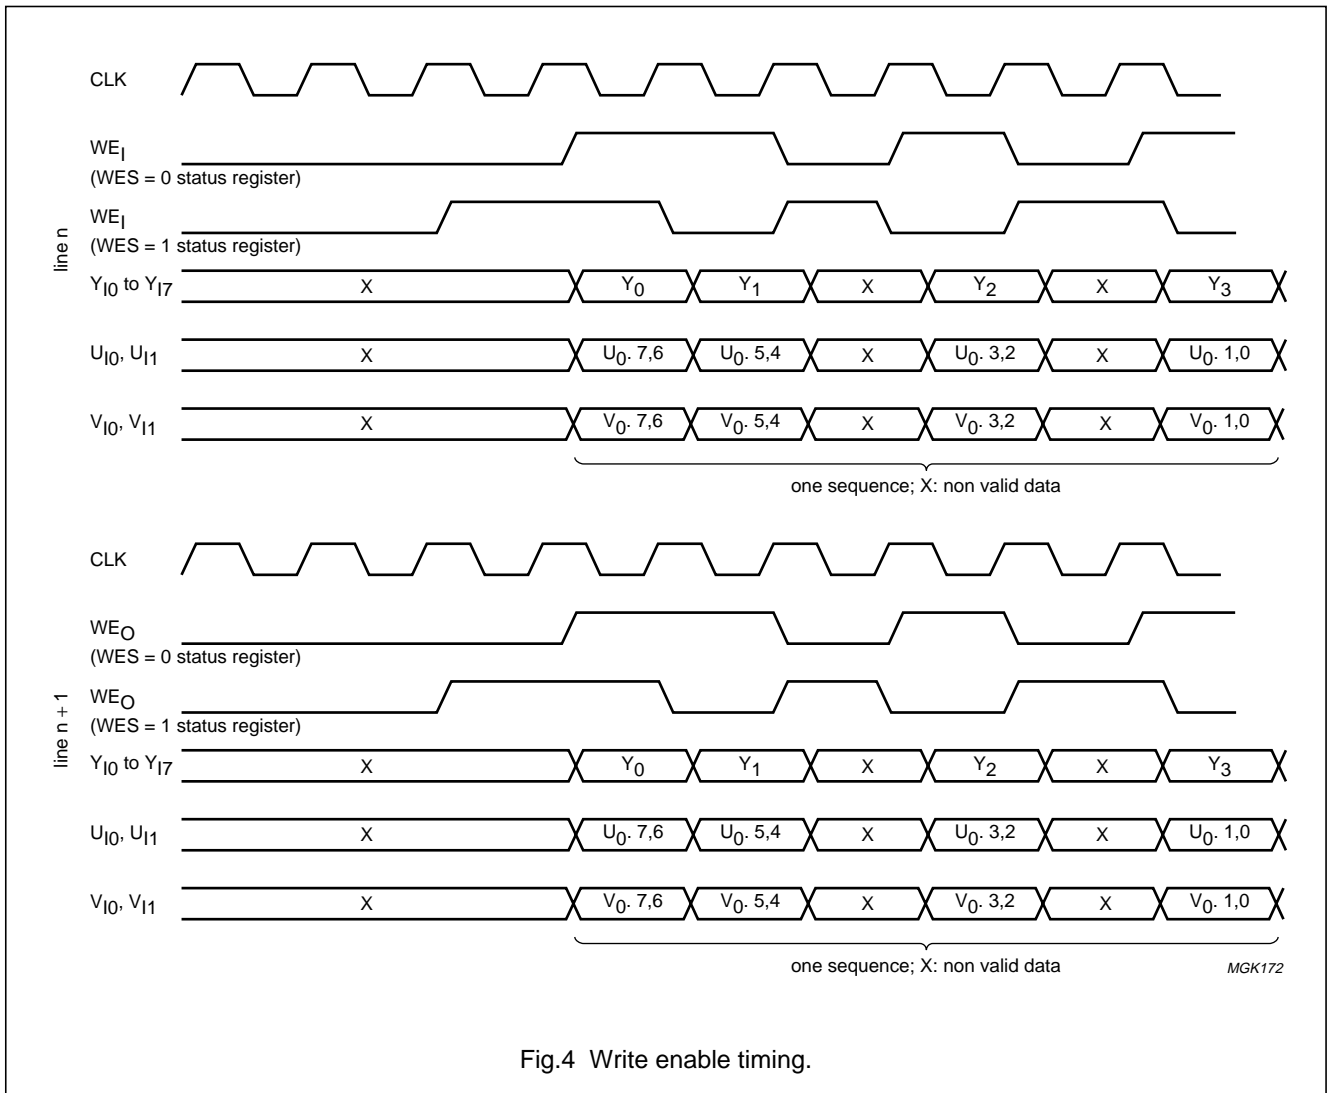 line n
CLK
WEI
(WES = 0 status register)
WEI
(WES = 1 status register)
YI0 to YI7 X Y0 Y1 X Y2 X Y3
UI0, UI1 X U0. 7,6 U0. 5,4 X U0. 3,2 X U0. 1,0
VI0, VI1 X V0. 7,6 V0. 5,4 X V0. 3,2 X V0. 1,0
one sequence; X: non valid data
line n + 1
CLK
WEO
(WES = 0 status register)
WEO
(WES = 1 status register)
YI0 to YI7 X Y0 Y1 X Y2 X Y3
UI0, UI1 X U0. 7,6 U0. 5,4 X U0. 3,2 X U0. 1,0
VI0, VI1 X V0. 7,6 V0. 5,4 X V0. 3,2 X V0. 1,0
one sequence; X: non valid data
MGK172
Fig.4 Write enable timing.